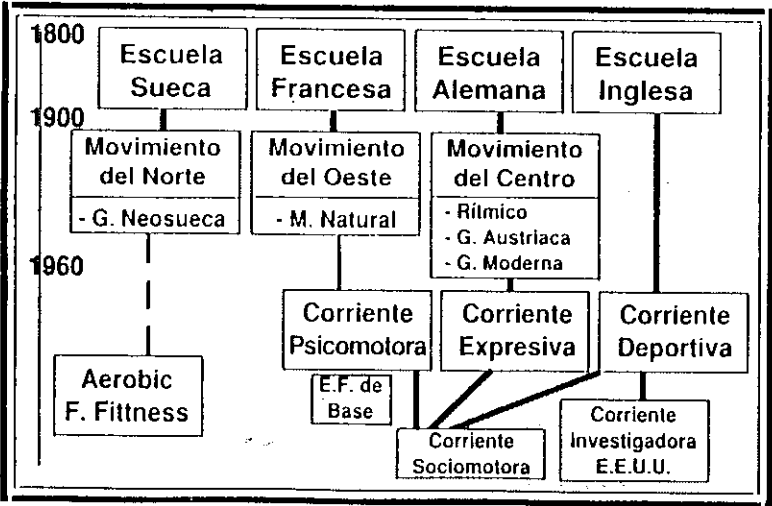 1800
Escuela
Sueca
Escuela
Francesa
Escuela
Alemana
Escuela
Inglesa
1900
Movimiento
del Norte
- G. Neosueca
Movimiento
del Oeste
- M. Natural
Movimiento
del Centro
- Rílmico
- G. Austriaca
- G. Moderna
1960
Corriente
Psicomotora
Corriente
Expresiva
Corriente
Deportiva
Aerobic
F. Fittness
E.F. de
Base
Corriente
Sociomotora
Corriente
Investigadora
E.E.U.U.